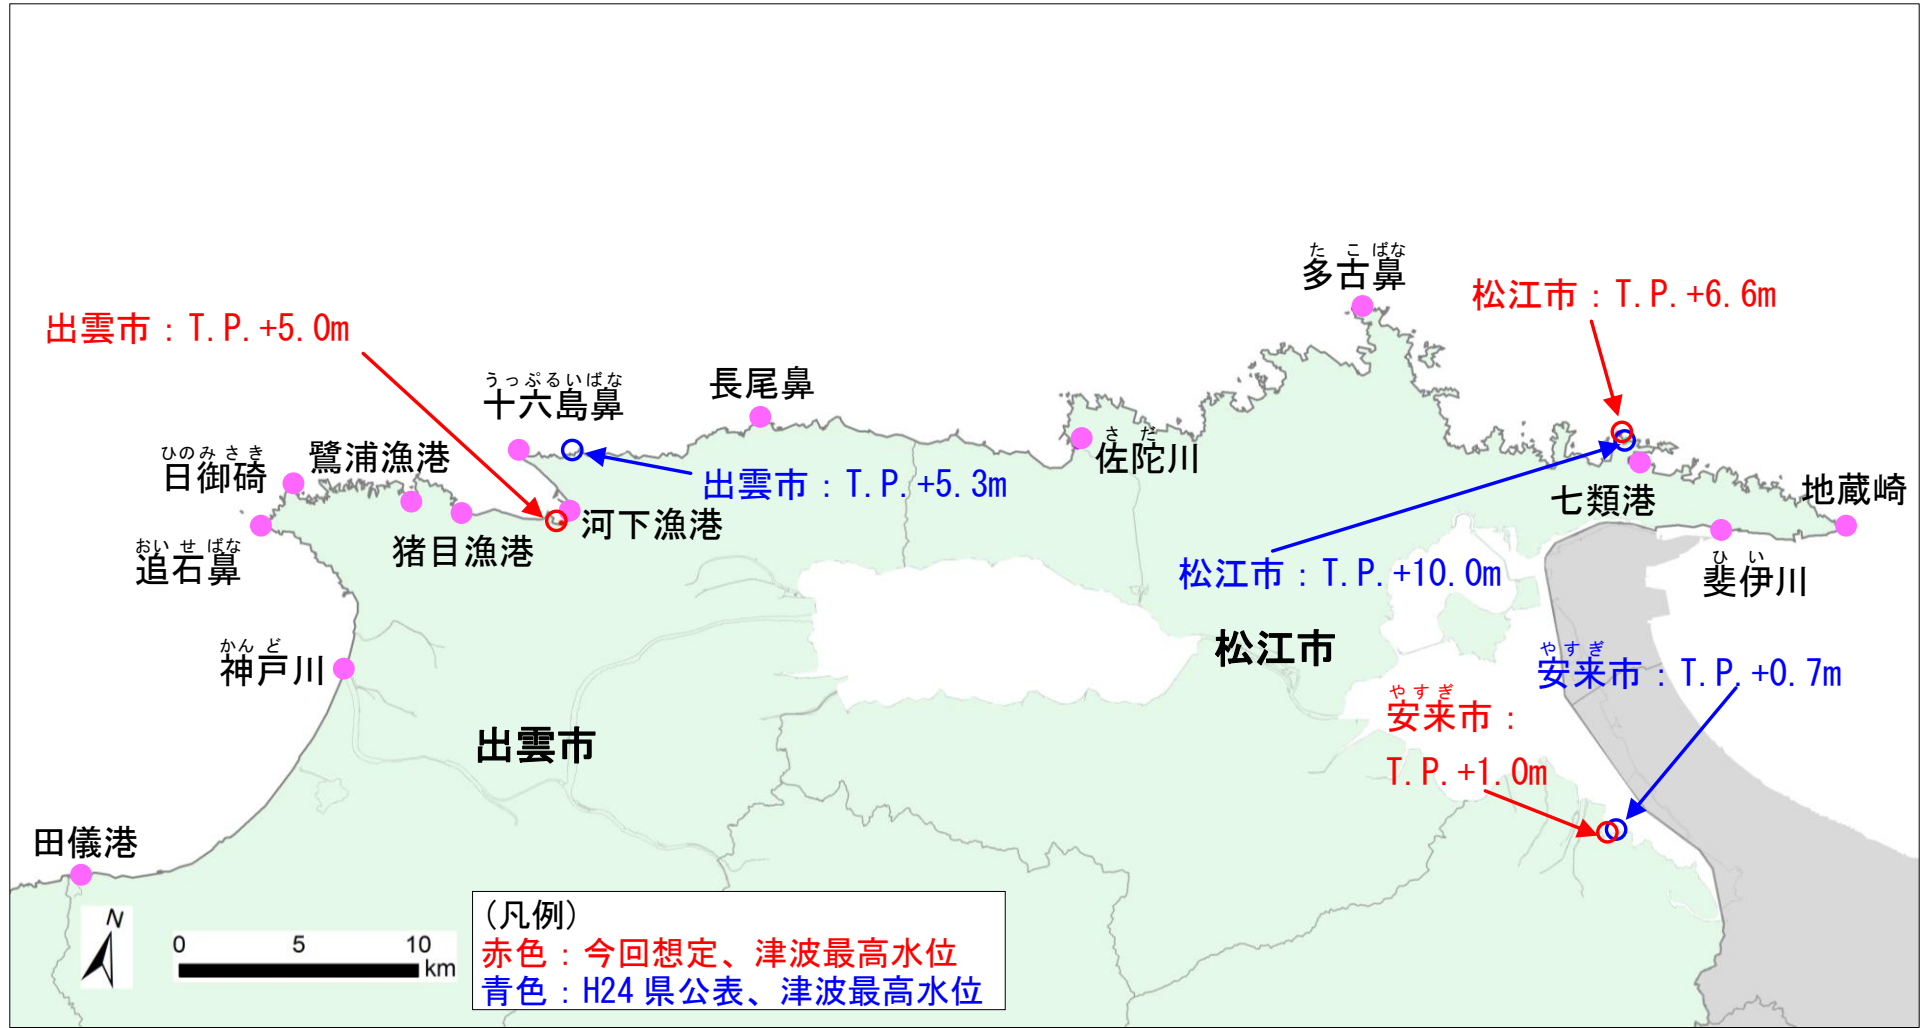 た こ ばな
多古鼻
松江市：T.P.+6.6m
出雲市：T.P.+5.0m
うっぷるいばな
十六島鼻
長尾鼻
ひのみ さき
日御碕
鷺浦漁港
さ だ
佐陀川
出雲市：T.P.+5.3m
七類港
地蔵崎
河下漁港
猪目漁港
おい せ ばな
追石鼻
松江市：T.P.+10.0m
ひ い
斐伊川
かん ど
神戸川
松江市
やすぎ
安来市：T.P.+0.7m
やすぎ
安来市：
T.P.+1.0m
出雲市
田儀港
N
0 5 10
km
(凡例)
赤色：今回想定、津波最高水位
青色：H24 県公表、津波最高水位